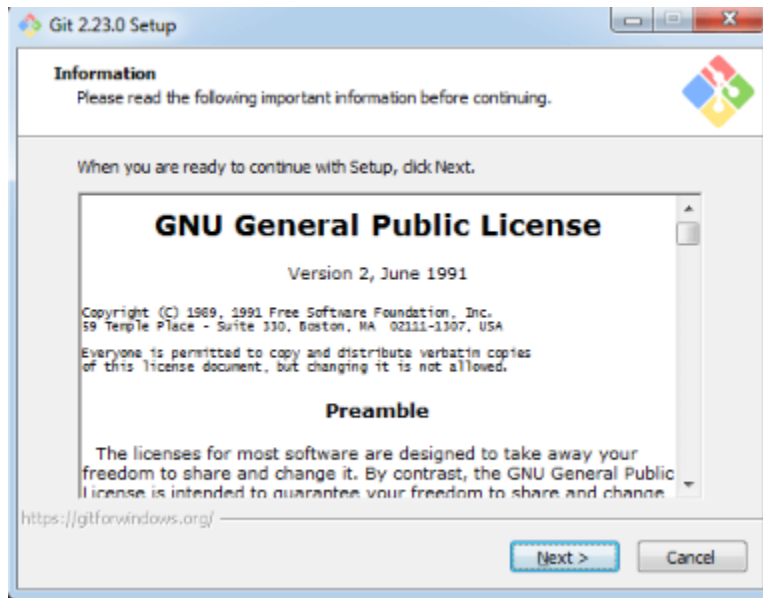 Git 2.23.0 Setup
Information
Please read the following important information before continuing.
When you are ready to continue with Setup, click Next.
GNU General Public License
Version 2, June 1991
Copyright (C) 1989, 1991 Free Software Foundation, Inc.
59 Temple Place - Suite 330, Boston, MA  02111-1307, USA
Everyone is permitted to copy and distribute verbatim copies
of this license document, but changing it is not allowed.
Preamble
The licenses for most software are designed to take away your
freedom to share and change it. By contrast, the GNU General Public
License is intended to guarantee your freedom to share and change
https://gitforwindows.org/
Next >
Cancel